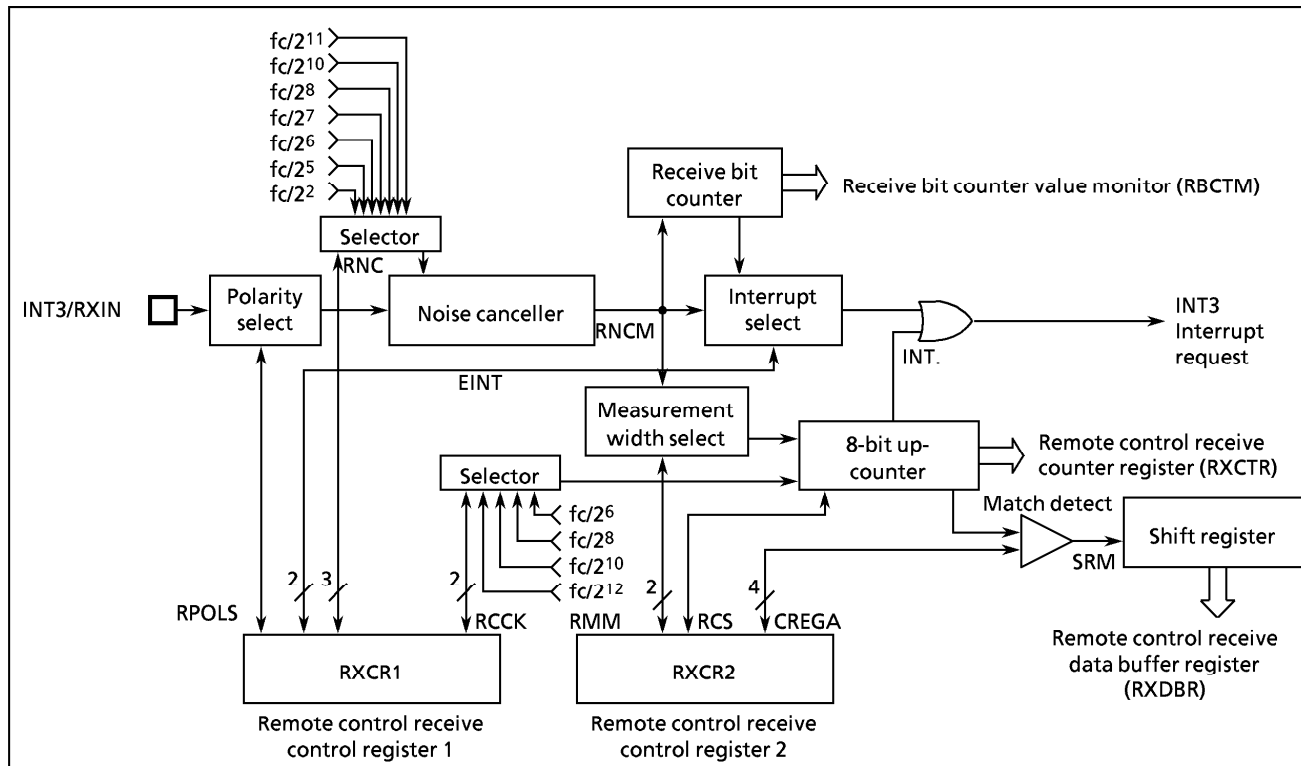 fc/2¹¹
fc/2¹⁰
fc/2⁸
fc/2⁷
fc/2⁶
fc/2⁵
fc/2²
Selector
RNC
Receive bit
counter
Receive bit counter value monitor (RBCTM)
INT3/RXIN
Polarity
select
Noise canceller
RNCM
Interrupt
select
INT.
INT3
Interrupt
request
EINT
Measurement
width select
8-bit up-
counter
Remote control receive
counter register (RXCTR)
Selector
fc/2⁶
fc/2⁸
fc/2¹⁰
fc/2¹²
Match detect
SRM
Shift register
2
3
2
2
4
RPOLS
RCCK
RMM
RCS
CREGA
RXCR1
RXCR2
Remote control receive
data buffer register
(RXDBR)
Remote control receive
control register 1
Remote control receive
control register 2